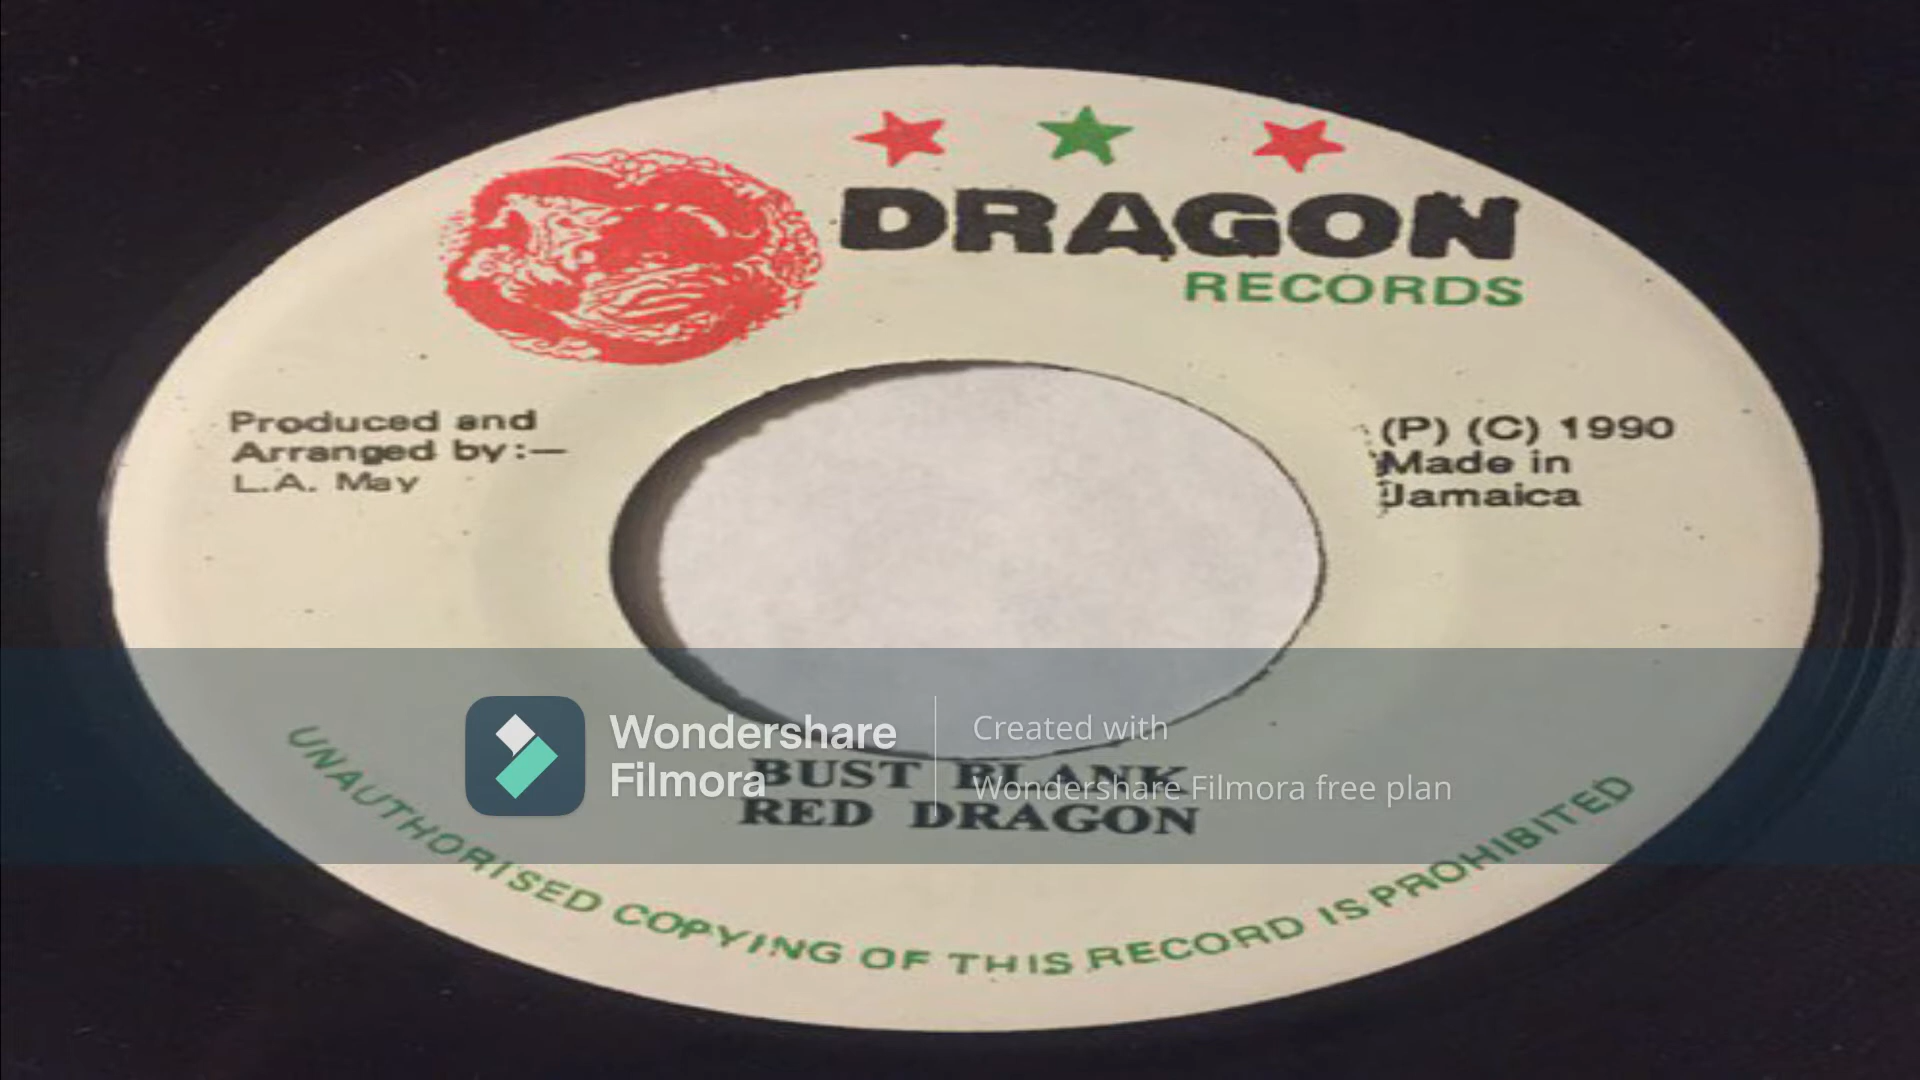 DRAGON
RECORDS
Produced and
Arranged by:—
L.A. May
(P) (C) 1990
Made in
Jamaica
Wondershare
Filmora
Created with
Wondershare Filmora free plan
BUST BLANK
RED DRAGON
UNAUTHORISED COPYING OF THIS RECORD IS PROHIBITED